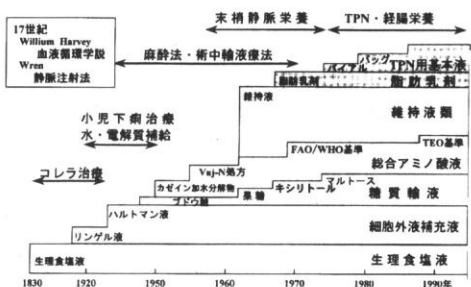 17世紀
William Harvey
血液循環学説
Wren
静脈注射法
末梢静脈栄養
TPN・経腸栄養
麻酔法・術中輸液療法
小児下痢治療
水・電解質補給
コレラ治療
バッグ
バイアル
TPN用基本液
脂肪乳剤
脂肪乳剤
維持液
維持液類
FAO/WHO基準
TEO基準
Vuj-N処方
総合アミノ酸液
カゼイン加水分解物
果糖
キシリトール
マルトース
糖質輸液
ブドウ糖
ハルトマン液
細胞外液補充液
リンゲル液
生理食塩液
生理食塩液
1830
1920
1950
1960
1970
1980
1990年